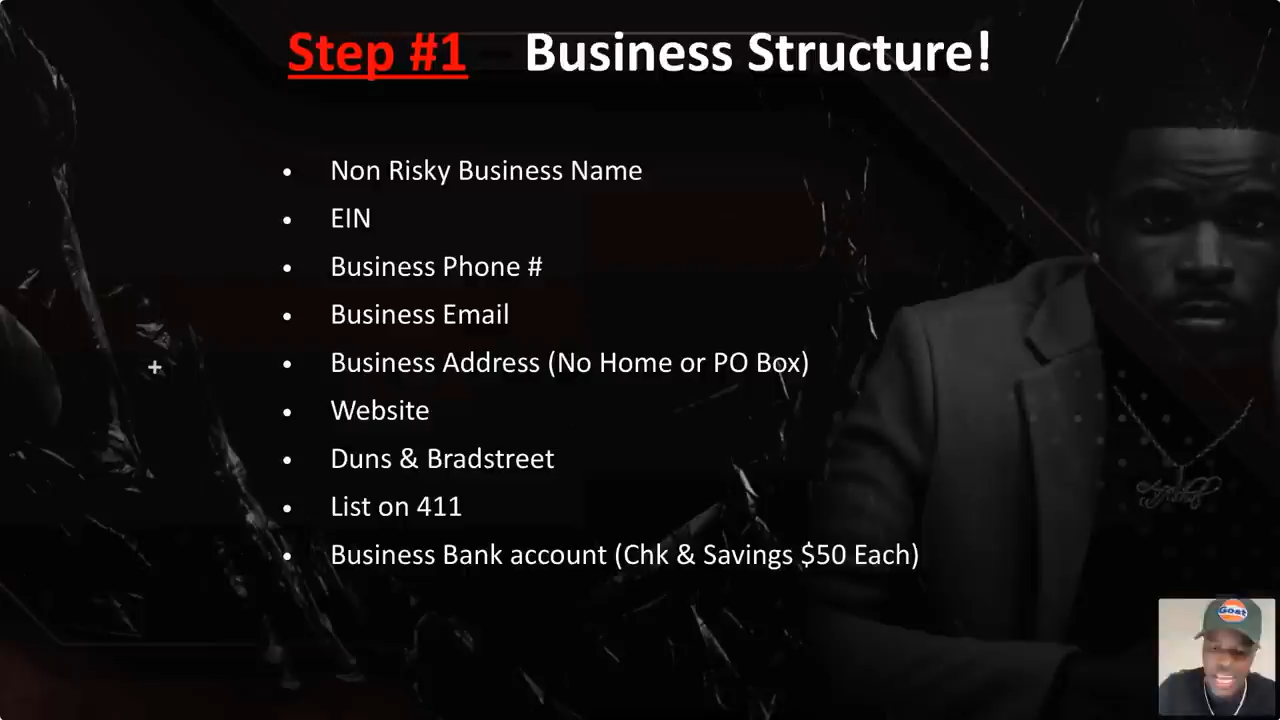 Step #1 – Business Structure!
• Non Risky Business Name
• EIN
• Business Phone #
• Business Email
• Business Address (No Home or PO Box)
• Website
• Duns & Bradstreet
• List on 411
• Business Bank account (Chk & Savings $50 Each)